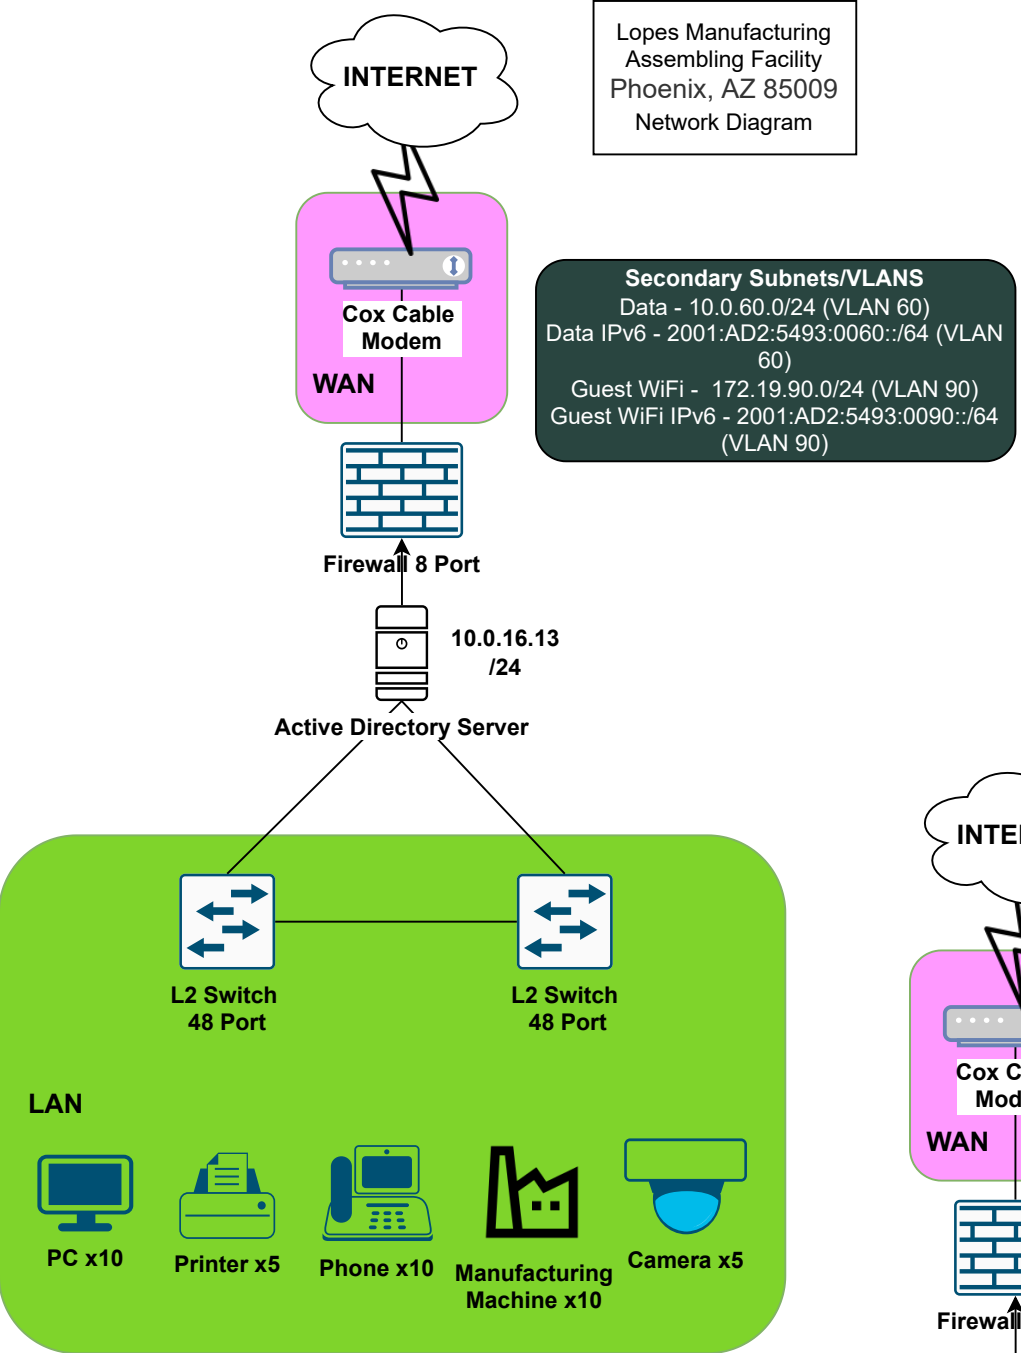 INTERNET
Lopes Manufacturing
Assembling Facility
Phoenix, AZ 85009
Network Diagram
Cox Cable
Modem
WAN
Secondary Subnets/VLANS
Data - 10.0.60.0/24 (VLAN 60)
Data IPv6 - 2001:AD2:5493:0060::/64 (VLAN
60)
Guest WiFi -  172.19.90.0/24 (VLAN 90)
Guest WiFi IPv6 - 2001:AD2:5493:0090::/64
(VLAN 90)
Firewall 8 Port
10.0.16.13
/24
Active Directory Server
L2 Switch
48 Port
L2 Switch
48 Port
LAN
PC x10
Printer x5
Phone x10
Manufacturing
Machine x10
Camera x5
INTE
Cox C
Mod
WAN
Firewall